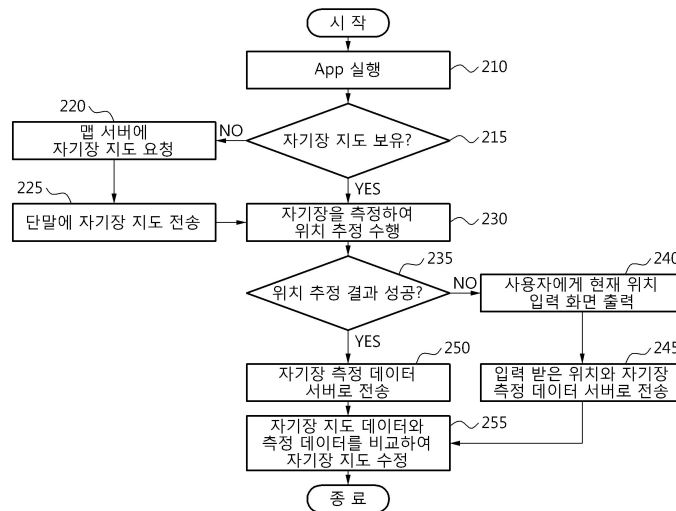 시 작
App 실행
210
220
맵 서버에
자기장 지도 요청
NO
자기장 지도 보유?
215
YES
225
단말에 자기장 지도 전송
자기장을 측정하여
위치 추정 수행
230
235
위치 추정 결과 성공?
NO
240
사용자에게 현재 위치
입력 화면 출력
YES
250
자기장 측정 데이터
서버로 전송
245
입력 받은 위치와 자기장
측정 데이터 서버로 전송
자기장 지도 데이터와
측정 데이터를 비교하여
자기장 지도 수정
255
종 료